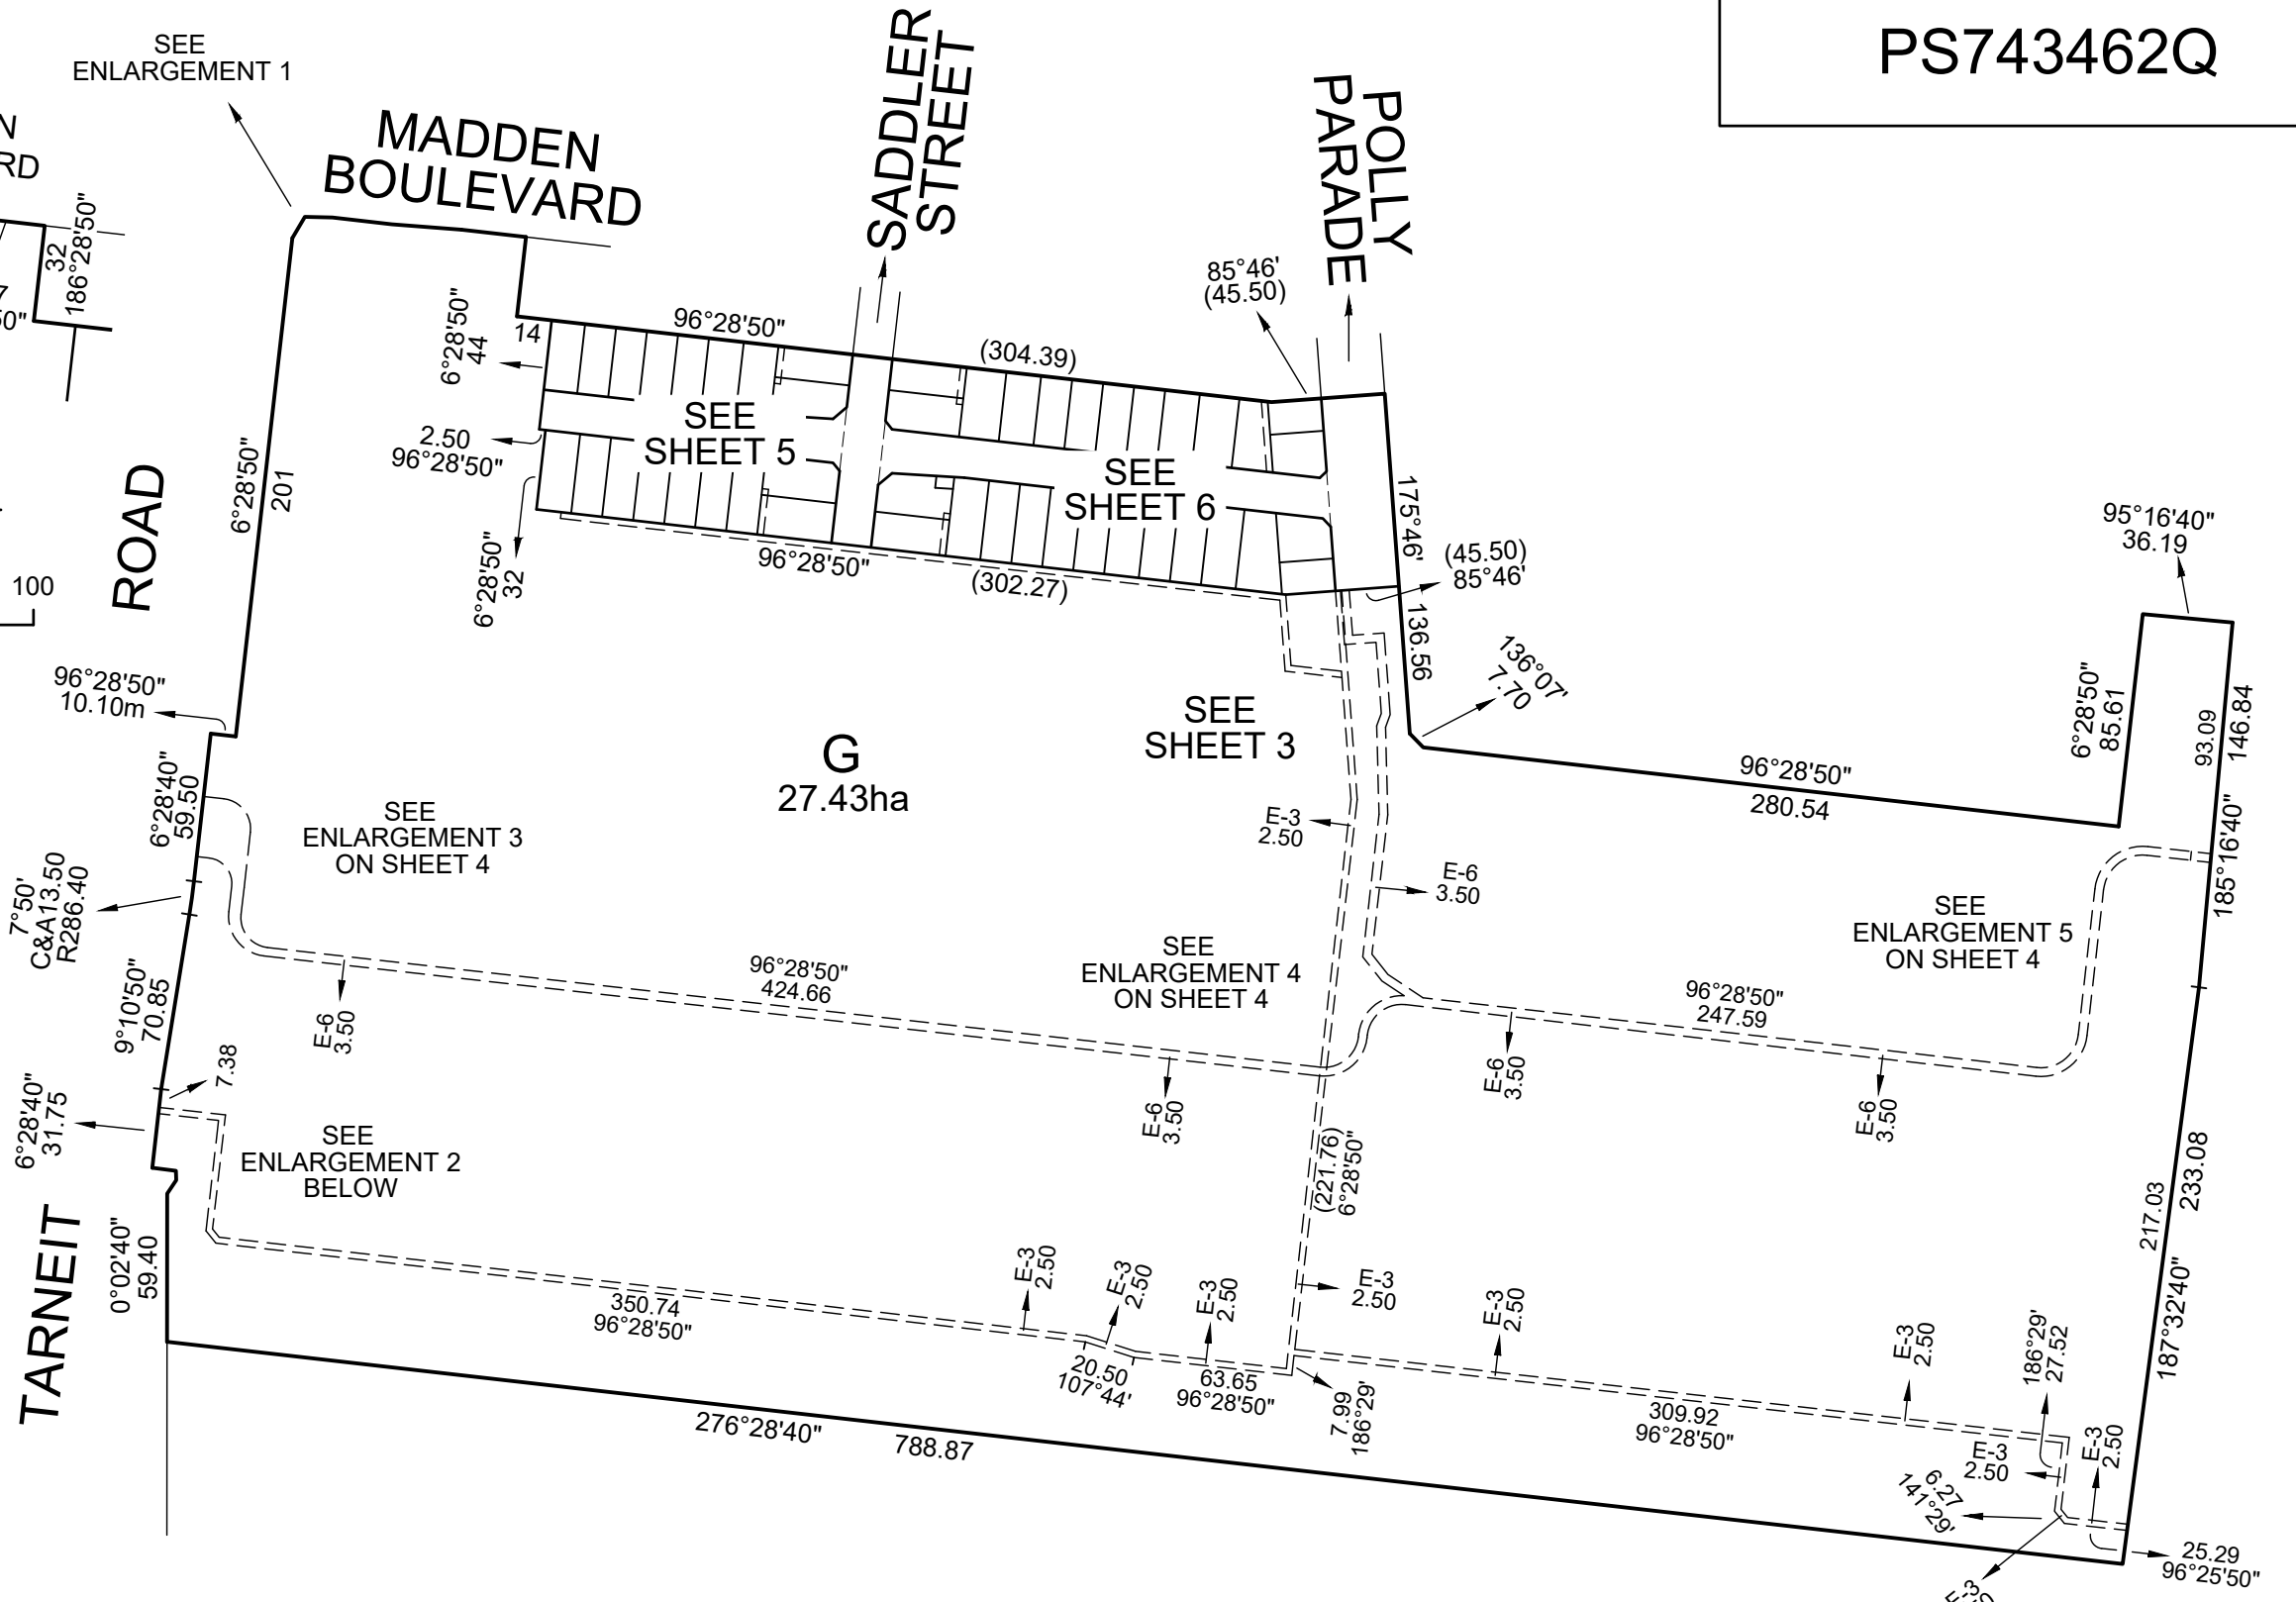 PS743462Q
SEE
ENLARGEMENT 1
MADDEN
BOULEVARD
SADDLER
STREET
POLLY
PARADE
RD
32
186°28'50"
85°46'
(45.50)
6°28'50"
44
14
96°28'50"
(304.39)
SEE
SHEET 5
2.50
96°28'50"
SEE
SHEET 6
6°28'50"
201
ROAD
100
6°28'50"
32
96°28'50"
(302.27)
175°46'
(45.50)
85°46'
136.56
136°07'
7.70
95°16'40"
36.19
96°28'50"
10.10m
SEE
SHEET 3
G
27.43ha
96°28'50"
280.54
6°28'50"
85.61
93.09
146.84
185°16'40"
6°28'40"
59.50
SEE
ENLARGEMENT 3
ON SHEET 4
E-3
2.50
E-6
3.50
7°50'
C&A13.50
R286.40
SEE
ENLARGEMENT 5
ON SHEET 4
SEE
ENLARGEMENT 4
ON SHEET 4
96°28'50"
424.66
96°28'50"
247.59
9°10'50"
70.85
E-6
3.50
7.38
E-6
3.50
E-6
3.50
E-6
3.50
6°28'40"
31.75
SEE
ENLARGEMENT 2
BELOW
(221.76)
6°28'50"
217.03
233.08
187°32'40"
TARNEIT
0°02'40"
59.40
E-3
2.50
E-3
2.50
E-3
2.50
E-3
2.50
E-3
2.50
E-3
2.50
186°29'
27.52
350.74
96°28'50"
20.50
107°44'
63.65
96°28'50"
7.99
186°29'
309.92
96°28'50"
276°28'40"
788.87
E-3
2.50
E-3
2.50
6.27
141°29'
25.29
96°25'50"
E-3